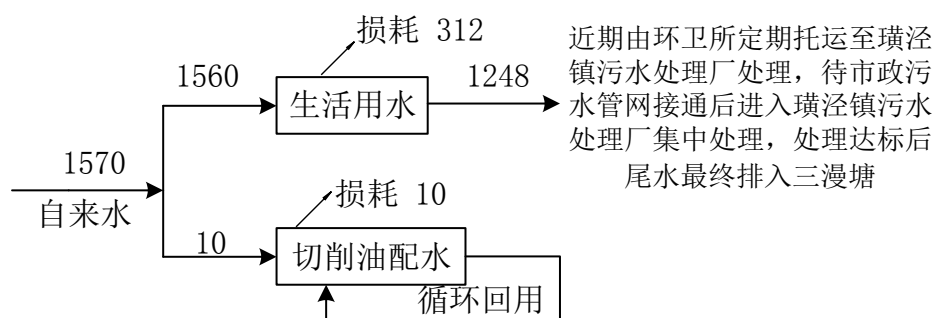 损耗 312
近期由环卫所定期托运至璜泾
镇污水处理厂处理，待市政污
水管网接通后进入璜泾镇污水
处理厂集中处理，处理达标后
尾水最终排入三漫塘
1560
生活用水
1248
1570
自来水
损耗 10
10
切削油配水
循环回用